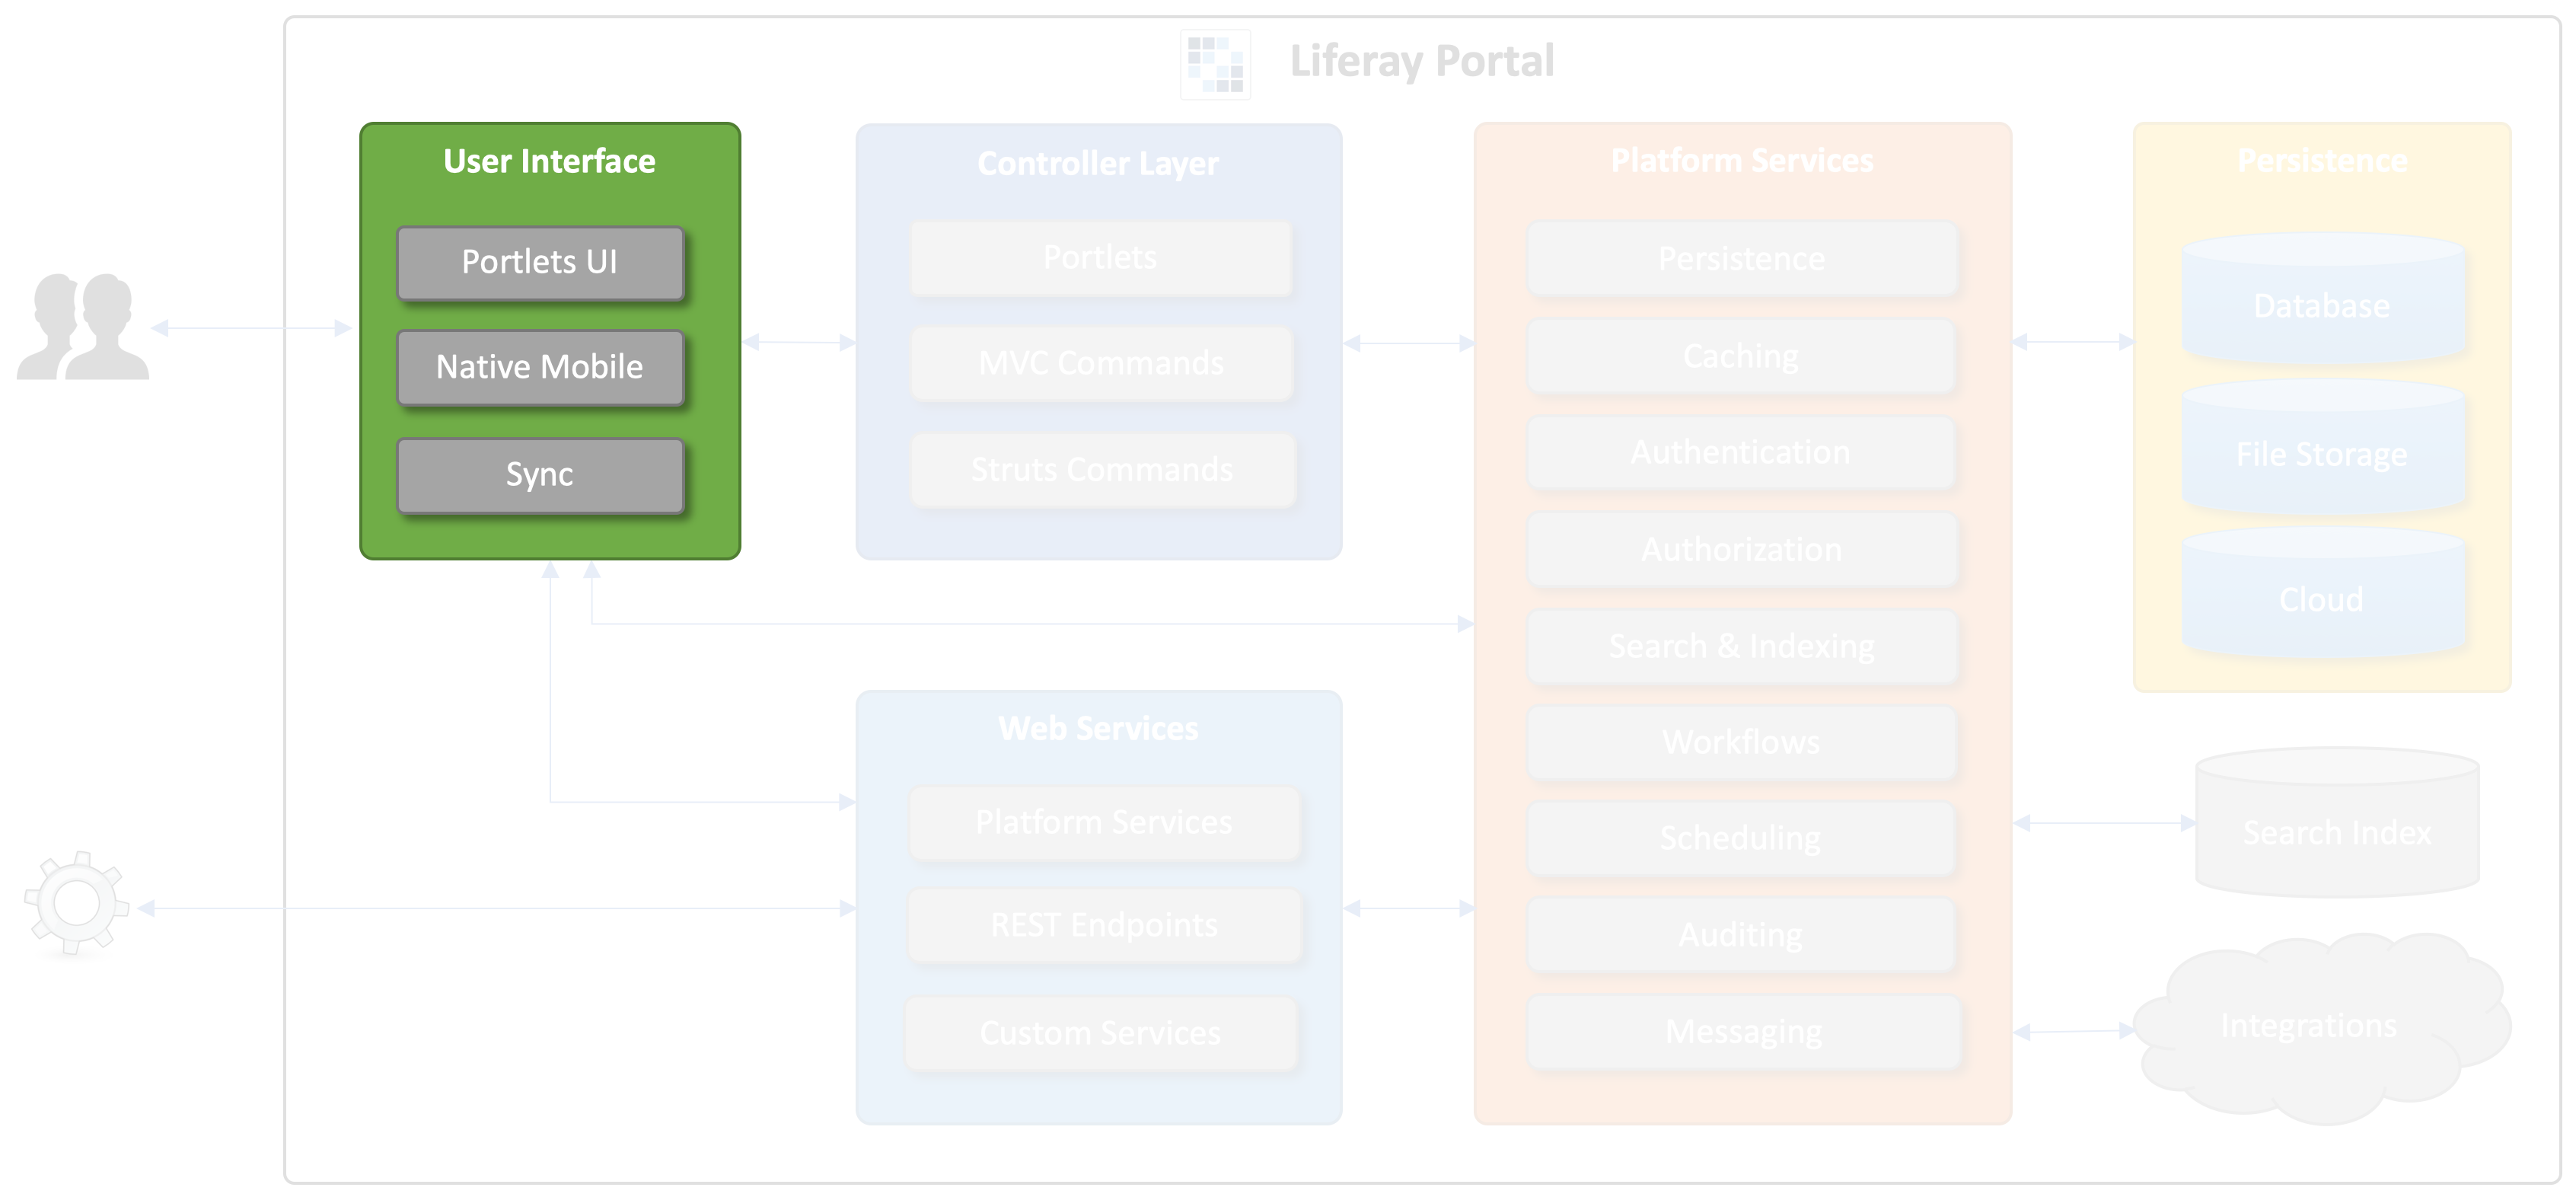 Liferay Portal
User Interface
Portlets UI
Native Mobile
Sync
Controller Layer
Portlets
MVC Commands
Struts Commands
Web Services
Platform Services
REST Endpoints
Custom Services
Platform Services
Persistence
Caching
Authentication
Authorization
Search & Indexing
Workflows
Scheduling
Auditing
Messaging
Persistence
Database
File Storage
Cloud
Search Index
Integrations